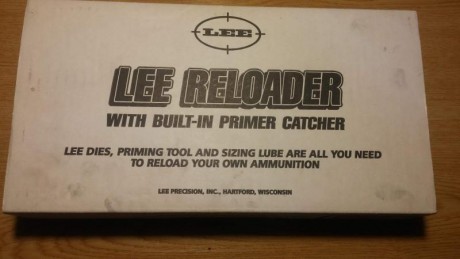 LEE
LEE RELOADER
WITH BUILT-IN PRIMER CATCHER
LEE DIES, PRIMING TOOL AND SIZING LUBE ARE ALL YOU NEED
TO RELOAD YOUR OWN AMMUNITION
LEE PRECISION, INC., HARTFORD, WISCONSIN